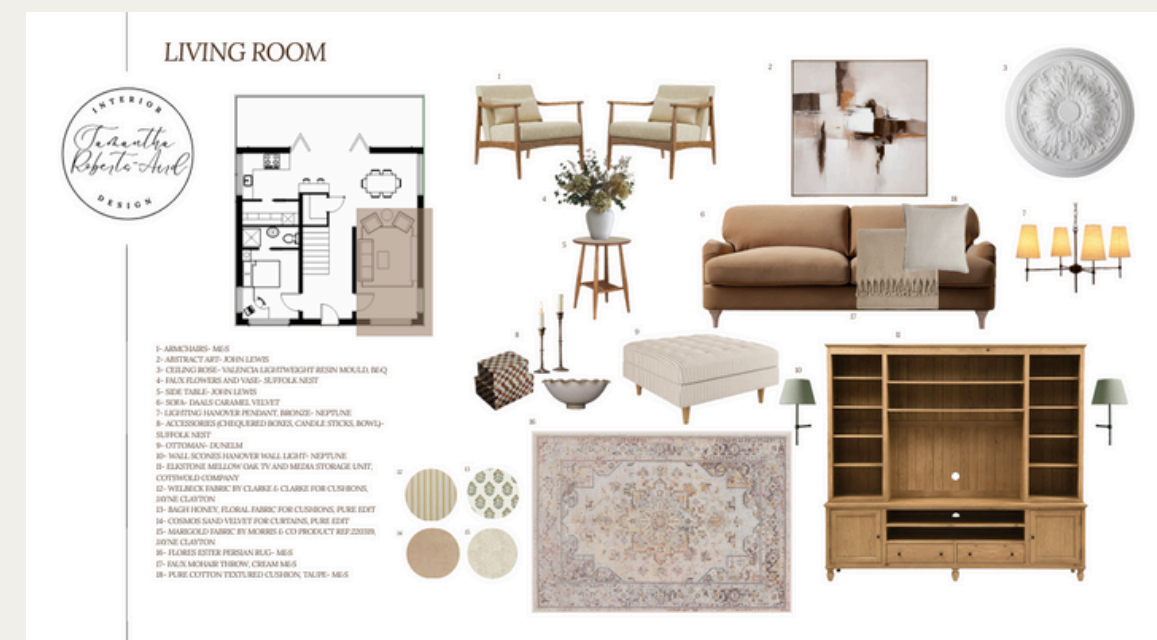 LIVING ROOM
INTERIOR
Samantha
Roberts-Aird
DESIGN
1- ARMCHAIRS- M&S
2- ABSTRACT ART- JOHN LEWIS
3- CEILING ROSE- VALENCIA LIGHTWEIGHT RESIN MOULD, B&Q
4- FAUX FLOWERS AND VASE- SUFFOLK NEST
5- SIDE TABLE- JOHN LEWIS
6- SOFA- DAALS CARAMEL VELVET
7- LIGHTING HANOVER PENDANT, BRONZE- NEPTUNE
8- ACCESSORIES (CHEQUERED BOXES, CANDLE STICKS, BOWL)-
SUFFOLK NEST
9- OTTOMAN- DUNELM
10- WALL SCONES HANOVER WALL LIGHT- NEPTUNE
11- ELKSTONE MELLOW OAK TV AND MEDIA STORAGE UNIT,
COTSWOLD COMPANY
12- WELBECK FABRIC BY CLARKE & CLARKE FOR CUSHIONS,
JAYNE CLAYTON
13- BAGH HONEY, FLORAL FABRIC FOR CUSHIONS, PURE EDIT
14- COSMOS SAND VELVET FOR CURTAINS, PURE EDIT
15- MARIGOLD FABRIC BY MORRIS & CO PRODUCT REF.220319,
JAYNE CLAYTON
16- FLORES ESTER PERSIAN RUG- M&S
17- FAUX MOHAIR THROW, CREAM M&S
18- PURE COTTON TEXTURED CUSHION, TAUPE- M&S
1
2
3
4
5
6
18
7
17
8
9
10
11
16
12
13
14
15